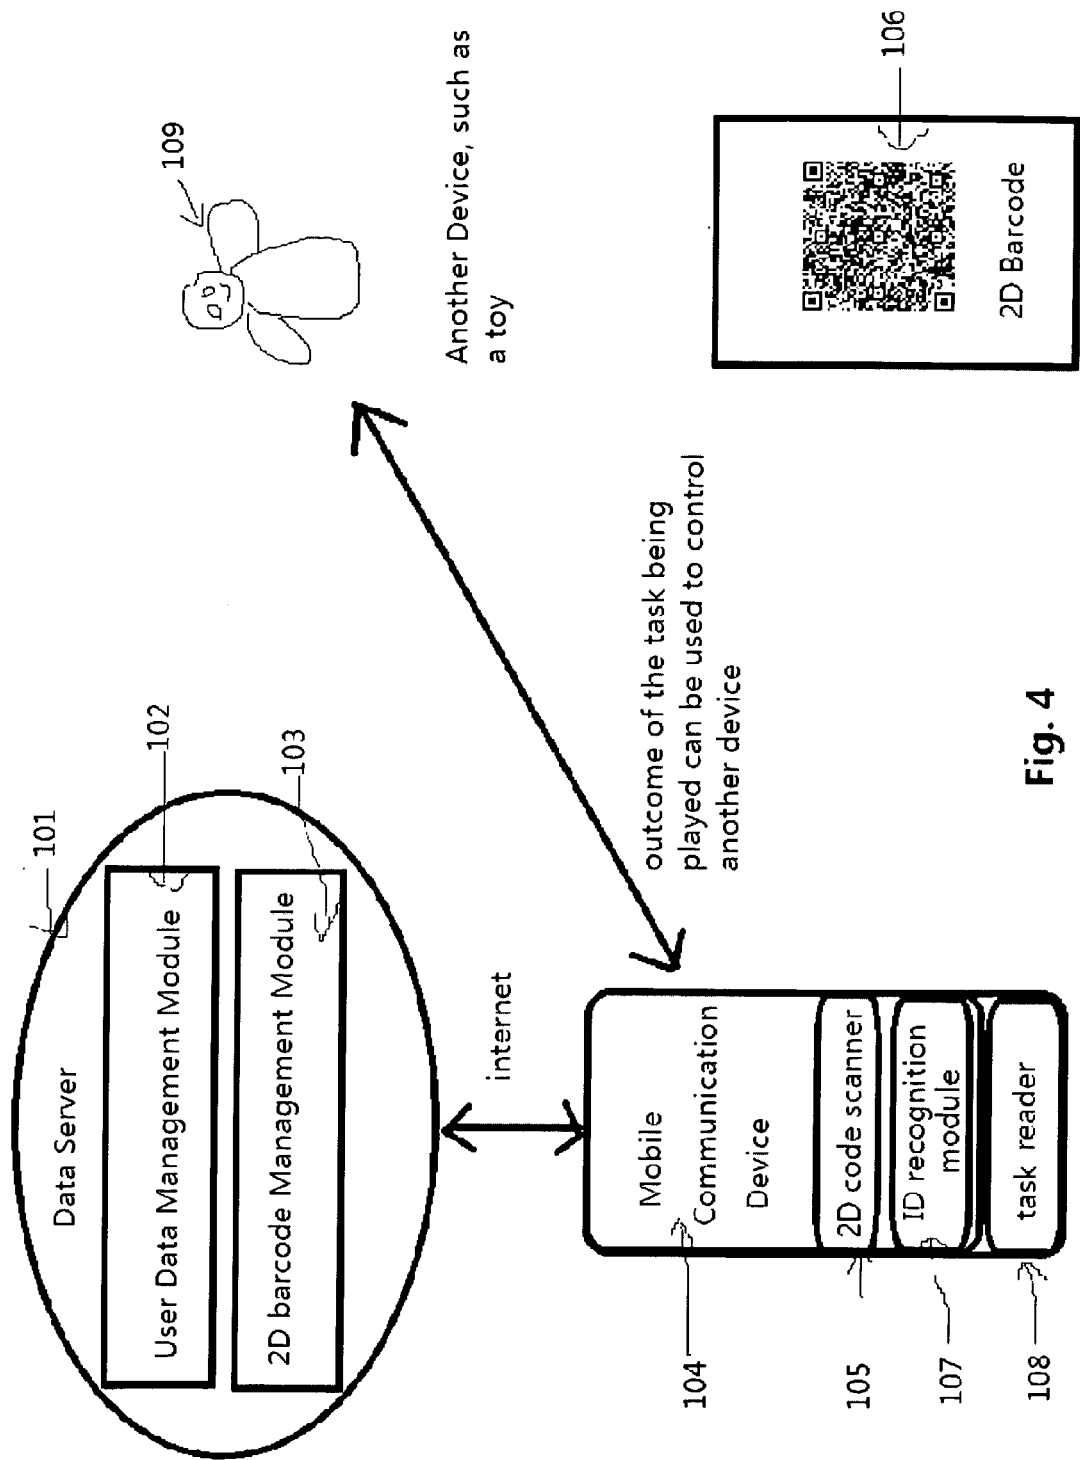 101
Data Server
102
User Data Management Module
103
2D barcode Management Module
internet
109
Another Device, such as
a toy
outcome of the task being
played can be used to control
another device
104
Mobile
Communication
Device
105
2D code scanner
107
ID recognition
module
108
task reader
106
2D Barcode
Fig. 4